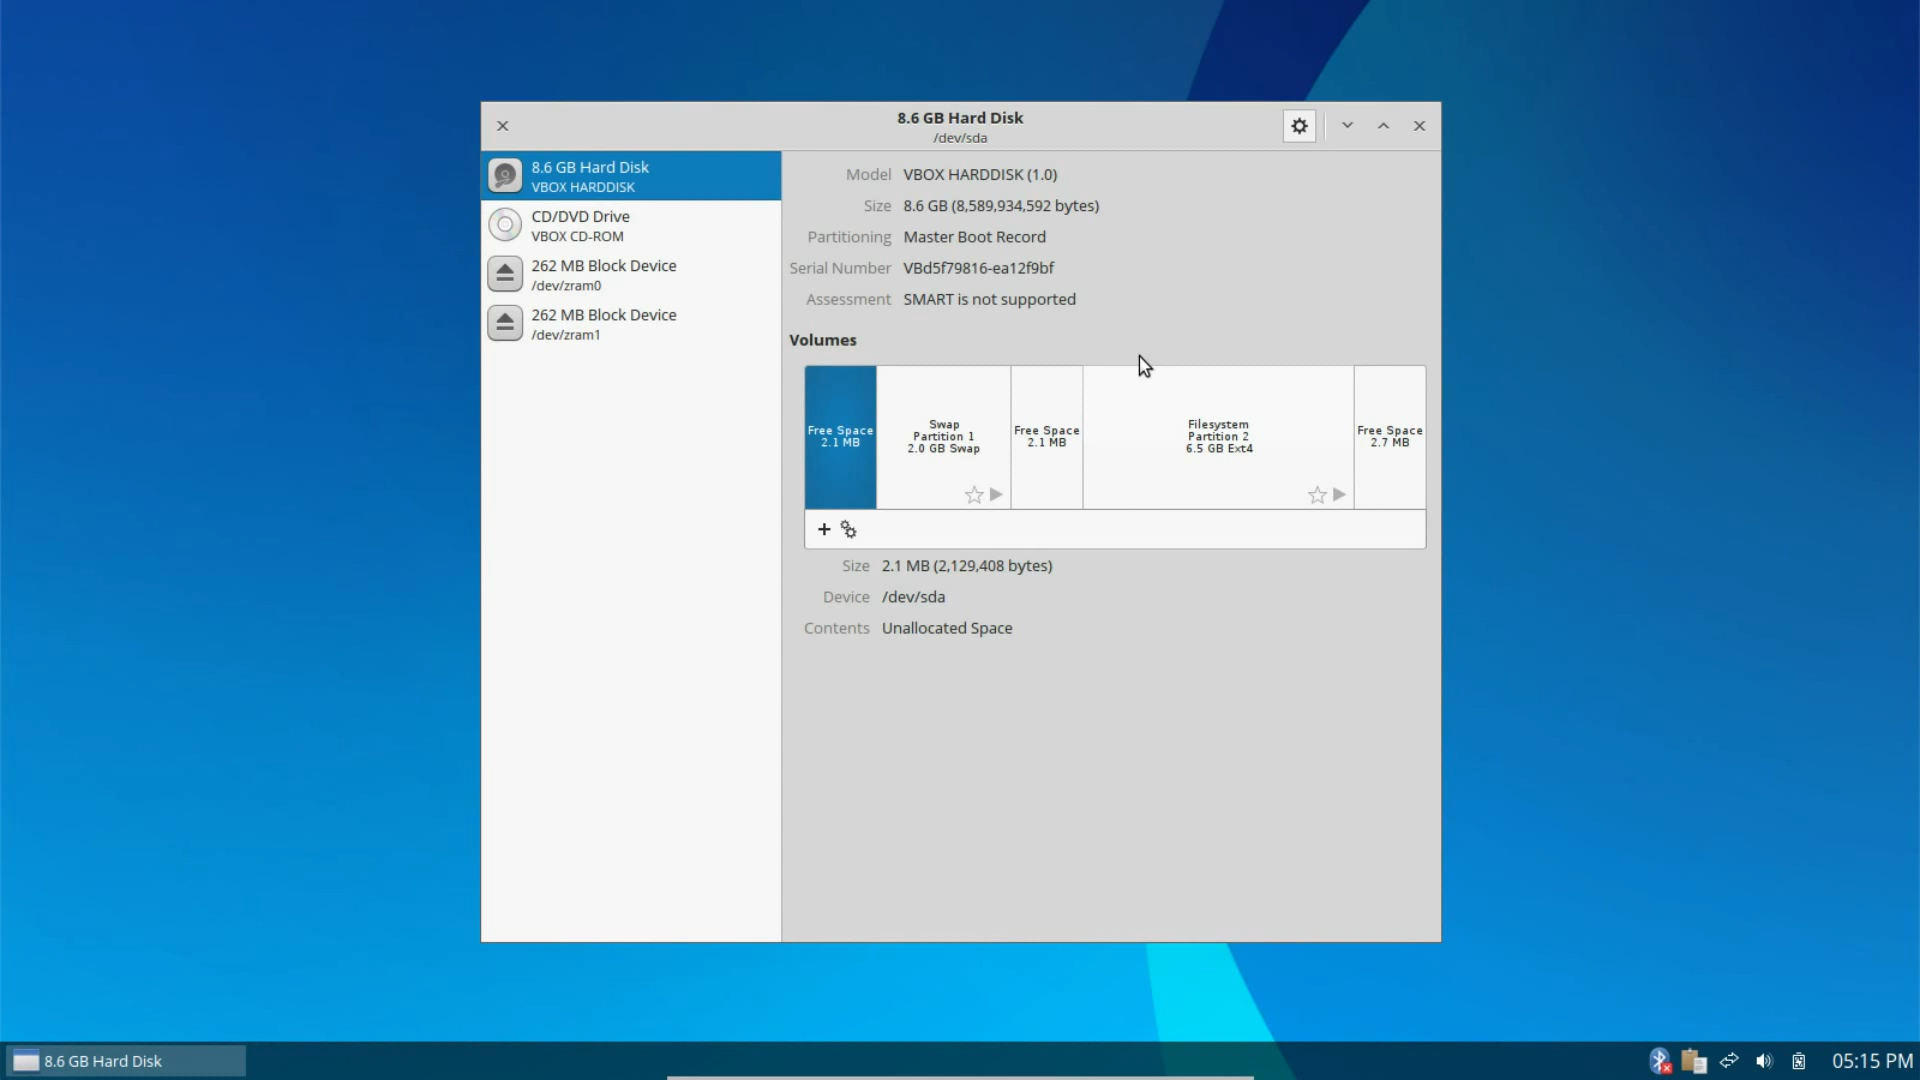 8.6 GB Hard Disk
/dev/sda
8.6 GB Hard Disk
VBOX HARDDISK
CD/DVD Drive
VBOX CD-ROM
262 MB Block Device
/dev/zram0
262 MB Block Device
/dev/zram1
Model VBOX HARDDISK (1.0)
Size 8.6 GB (8,589,934,592 bytes)
Partitioning Master Boot Record
Serial Number VBd5f79816-ea12f9bf
Assessment SMART is not supported
Volumes
Free Space
2.1 MB
Swap
Partition 1
2.0 GB Swap
Free Space
2.1 MB
Filesystem
Partition 2
6.5 GB Ext4
Free Space
2.7 MB
Size 2.1 MB (2,129,408 bytes)
Device /dev/sda
Contents Unallocated Space
8.6 GB Hard Disk
05:15 PM